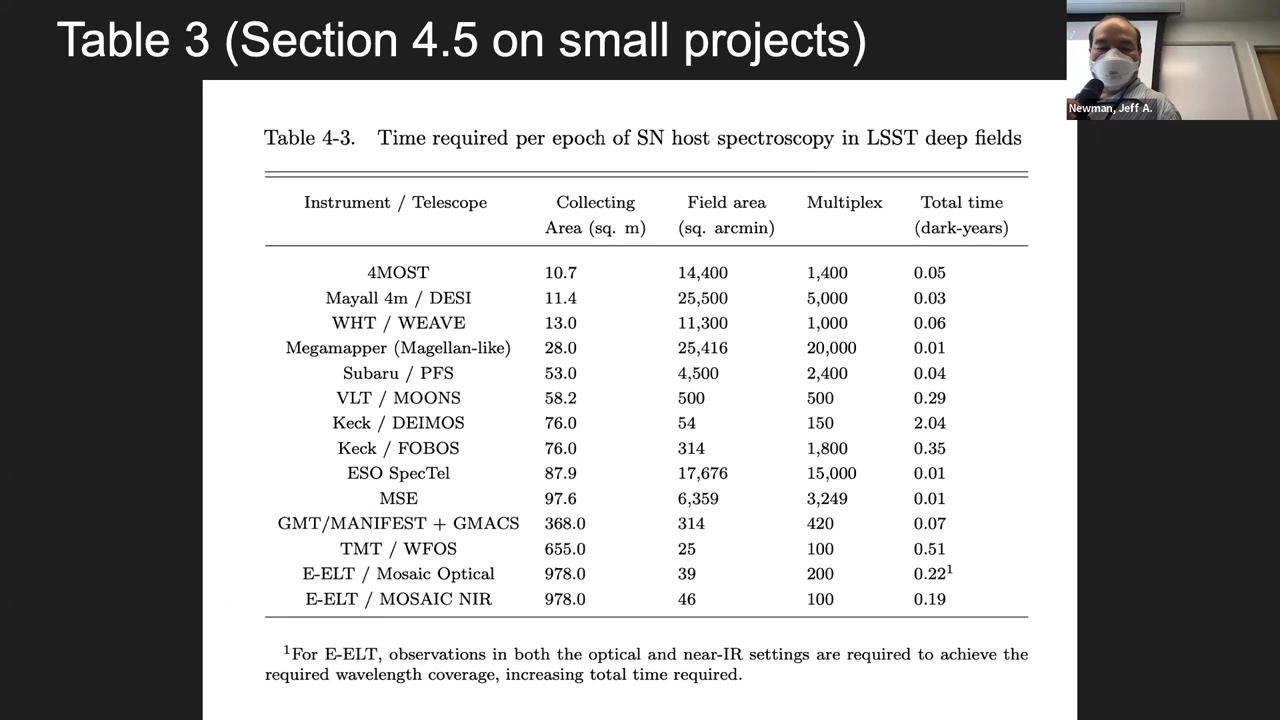 Table 3 (Section 4.5 on small projects)
Newman, Jeff A.
Table 4-3. Time required per epoch of SN host spectroscopy in LSST deep fields
Instrument / Telescope Collecting Field area Multiplex Total time
Area (sq. m) (sq. arcmin) (dark-years)
4MOST 10.7 14,400 1,400 0.05
Mayall 4m / DESI 11.4 25,500 5,000 0.03
WHT / WEAVE 13.0 11,300 1,000 0.06
Megamapper (Magellan-like) 28.0 25,416 20,000 0.01
Subaru / PFS 53.0 4,500 2,400 0.04
VLT / MOONS 58.2 500 500 0.29
Keck / DEIMOS 76.0 54 150 2.04
Keck / FOBOS 76.0 314 1,800 0.35
ESO SpecTel 87.9 17,676 15,000 0.01
MSE 97.6 6,359 3,249 0.01
GMT/MANIFEST + GMACS 368.0 314 420 0.07
TMT / WFOS 655.0 25 100 0.51
E-ELT / Mosaic Optical 978.0 39 200 0.22¹
E-ELT / MOSAIC NIR 978.0 46 100 0.19
¹For E-ELT, observations in both the optical and near-IR settings are required to achieve the
required wavelength coverage, increasing total time required.